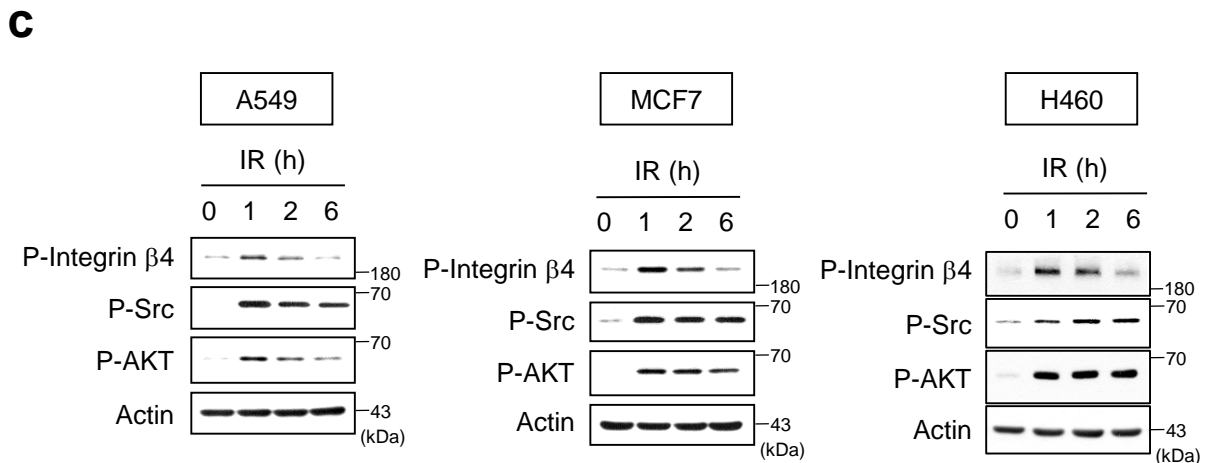 c
A549
IR (h)
0 1 2 6
P-Integrin β4
180
P-Src
70
P-AKT
70
Actin
43
(kDa)
MCF7
IR (h)
0 1 2 6
P-Integrin β4
180
P-Src
70
P-AKT
70
Actin
43
(kDa)
H460
IR (h)
0 1 2 6
P-Integrin β4
180
P-Src
70
P-AKT
70
Actin
43
(kDa)